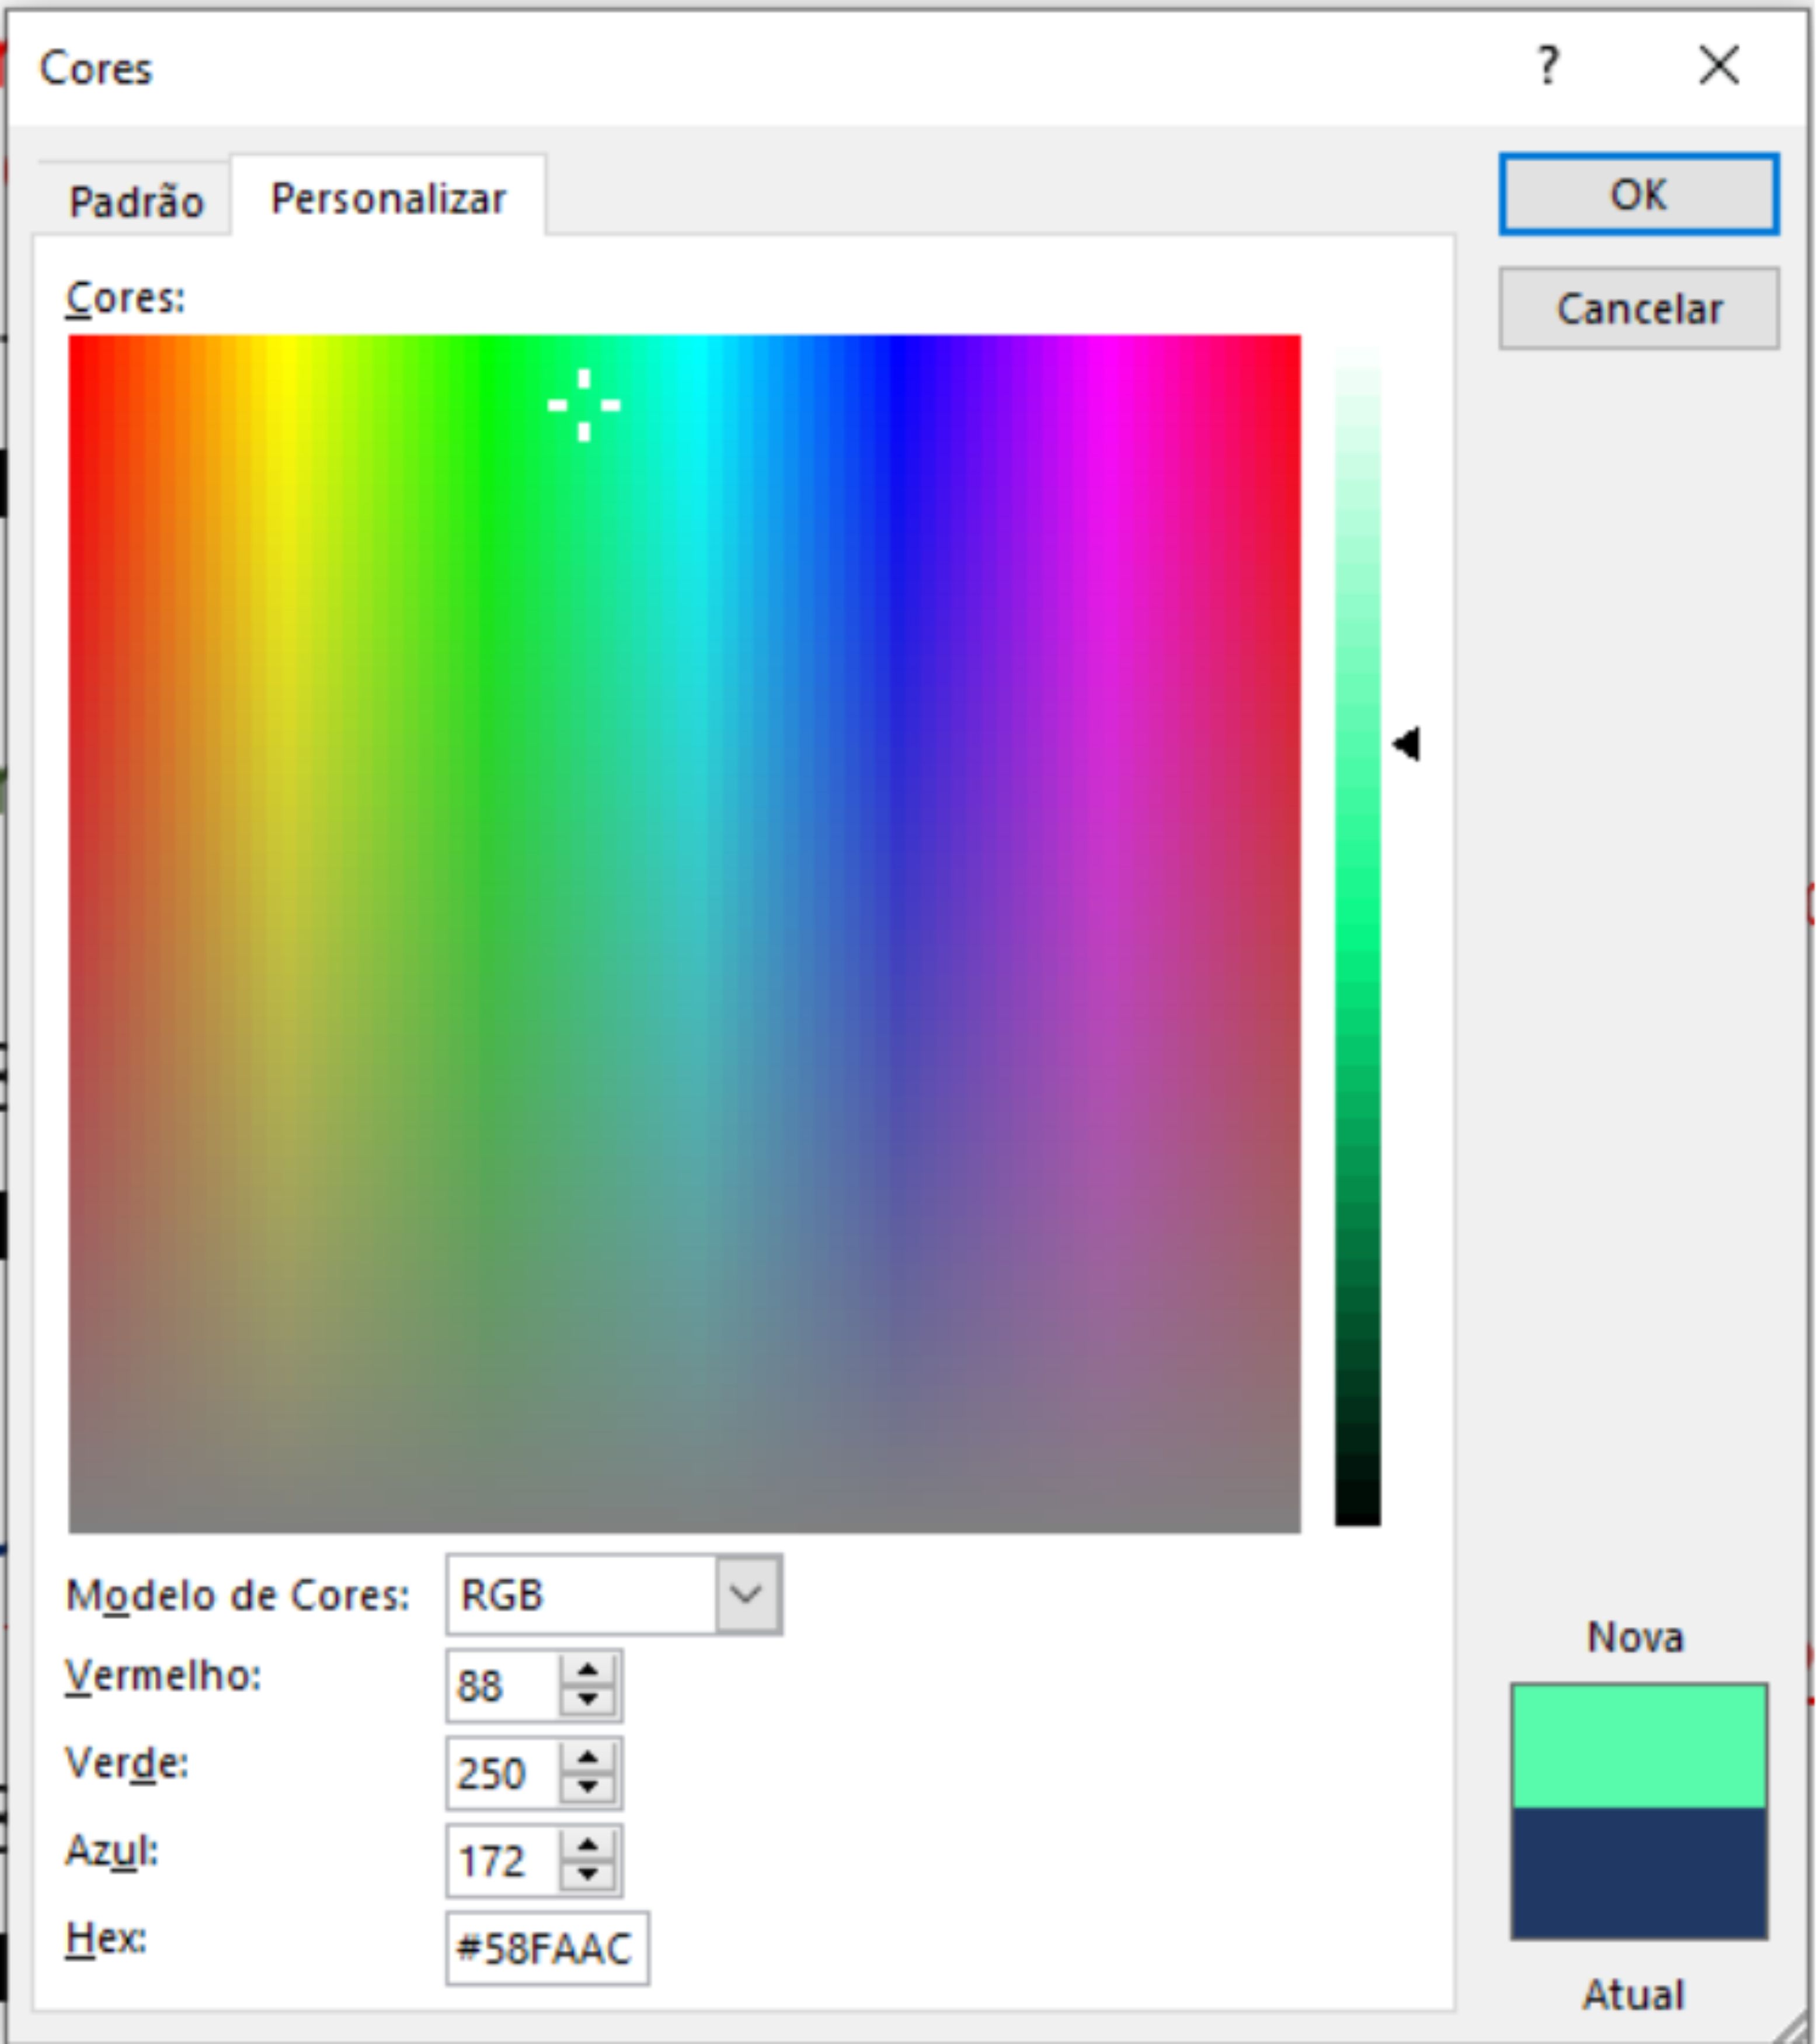 Cores ?
Padrão Personalizar OK
Cancelar
Cores:
Modelo de Cores: RGB
Vermelho: 88
Verde: 250
Azul: 172
Hex: #58FAAC
Nova
Atual